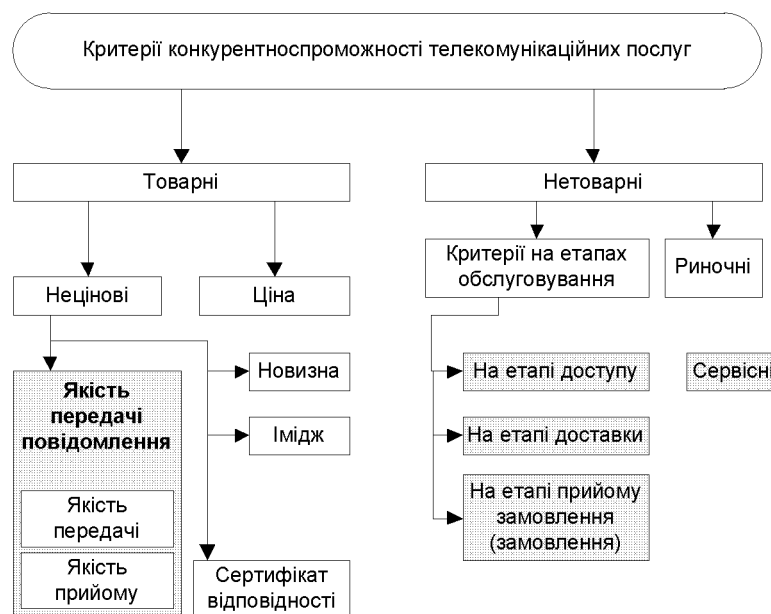 Критерії конкурентноспроможності телекомунікаційних послуг
Товарні
Нетоварні
Нецінові
Ціна
Критерії на етапах
обслуговування
Риночні
Якість
передачі
повідомлення
Якість
передачі
Якість
прийому
Новизна
Імідж
Сертифікат
відповідності
На етапі доступу
На етапі доставки
На етапі прийому
замовлення
(замовлення)
Сервісні